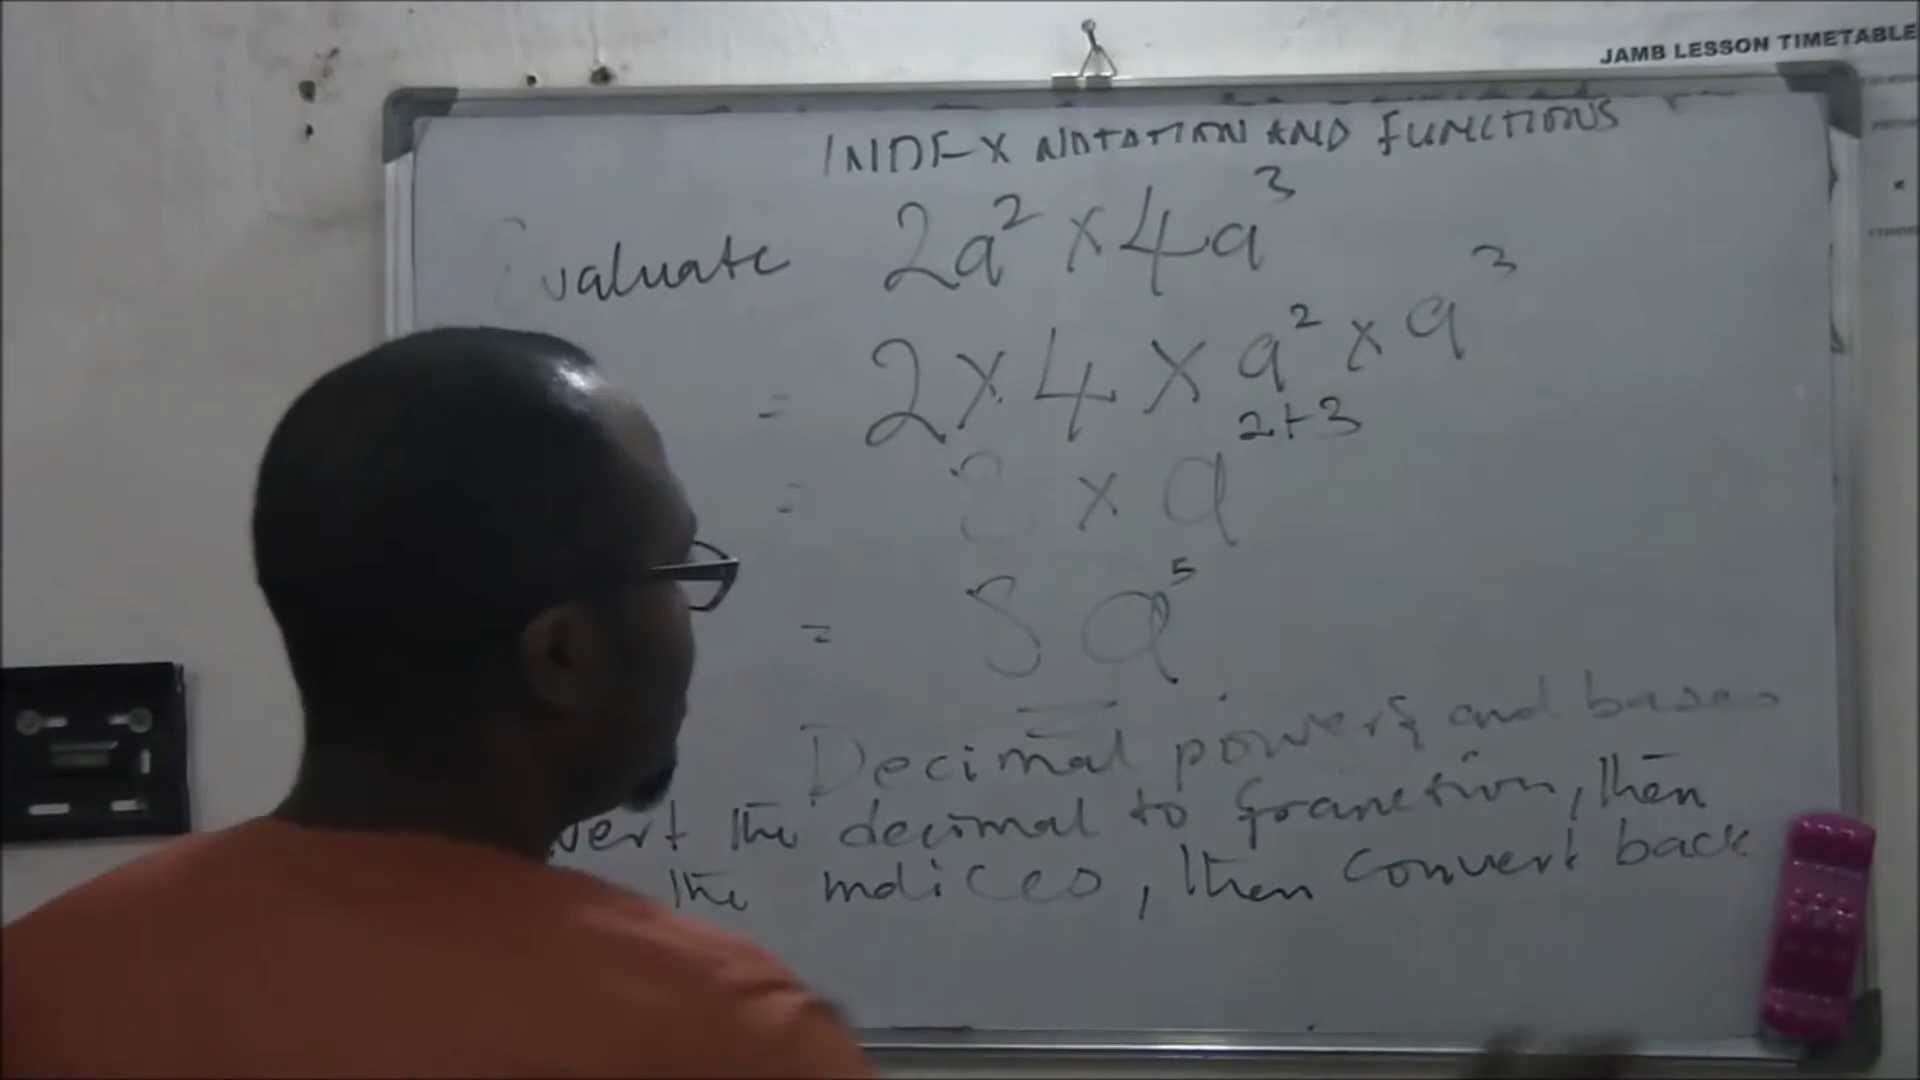 JAMB LESSON TIMETABLE
INDEX NOTATION AND FUNCTIONS
Evaluate 2a² × 4a³
= 2 × 4 × a² × a³
= 8 × a²⁺³
= 8a⁵
Decimal powers and bases
vert the decimal to franction, then
the indices, then convert back